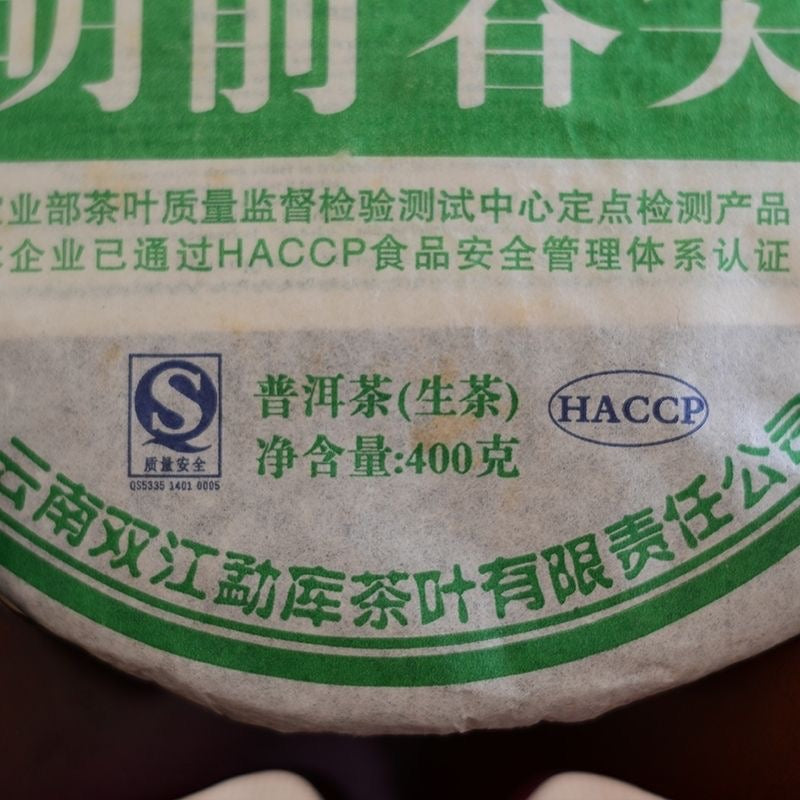 明前春尖
业部茶叶质量监督检验测试中心定点检测产品
企业已通过HACCP食品安全管理体系认证
质量安全
QS5335 1401 0005
普洱茶(生茶)
净含量:400克
HACCP
云南双江勐库茶叶有限责任公司